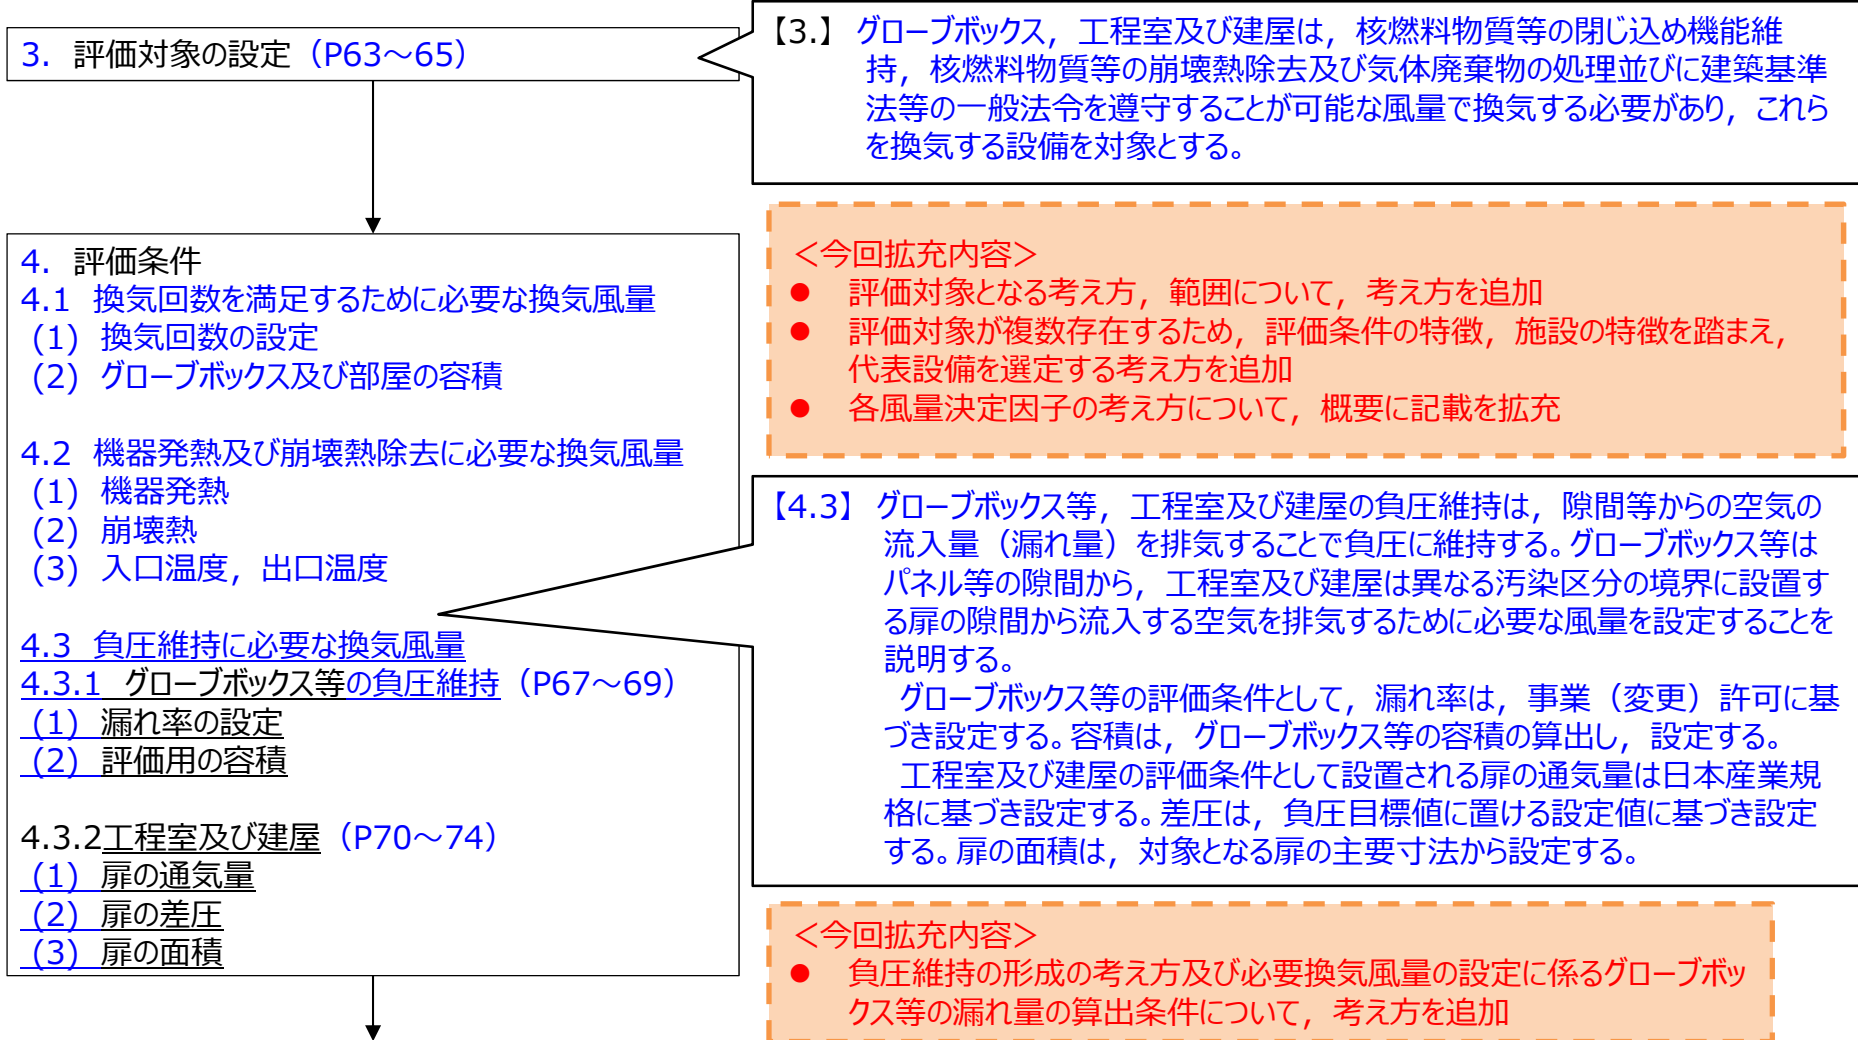 3. 評価対象の設定（P63～65）
【3.】 グローブボックス，工程室及び建屋は，核燃料物質等の閉じ込め機能維
持，核燃料物質等の崩壊熱除去及び気体廃棄物の処理並びに建築基準
法等の一般法令を遵守することが可能な風量で換気する必要があり，これら
を換気する設備を対象とする。
＜今回拡充内容＞
● 評価対象となる考え方，範囲について，考え方を追加
● 評価対象が複数存在するため，評価条件の特徴，施設の特徴を踏まえ，
代表設備を選定する考え方を追加
● 各風量決定因子の考え方について，概要に記載を拡充
4. 評価条件
4.1 換気回数を満足するために必要な換気風量
(1) 換気回数の設定
(2) グローブボックス及び部屋の容積
4.2 機器発熱及び崩壊熱除去に必要な換気風量
(1) 機器発熱
(2) 崩壊熱
(3) 入口温度，出口温度
4.3 負圧維持に必要な換気風量
4.3.1 グローブボックス等の負圧維持（P67～69）
(1) 漏れ率の設定
(2) 評価用の容積
4.3.2工程室及び建屋（P70～74）
(1) 扉の通気量
(2) 扉の差圧
(3) 扉の面積
【4.3】 グローブボックス等，工程室及び建屋の負圧維持は，隙間等からの空気の
流入量（漏れ量）を排気することで負圧に維持する。グローブボックス等は
パネル等の隙間から，工程室及び建屋は異なる汚染区分の境界に設置す
る扉の隙間から流入する空気を排気するために必要な風量を設定することを
説明する。
グローブボックス等の評価条件として，漏れ率は，事業（変更）許可に基
づき設定する。容積は，グローブボックス等の容積の算出し，設定する。
工程室及び建屋の評価条件として設置される扉の通気量は日本産業規
格に基づき設定する。差圧は，負圧目標値に置ける設定値に基づき設定
する。扉の面積は，対象となる扉の主要寸法から設定する。
＜今回拡充内容＞
● 負圧維持の形成の考え方及び必要換気風量の設定に係るグローブボッ
クス等の漏れ量の算出条件について，考え方を追加